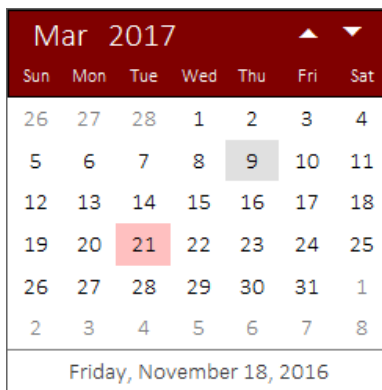 Mar 2017
Sun Mon Tue Wed Thu Fri Sat
26 27 28 1 2 3 4
5 6 7 8 9 10 11
12 13 14 15 16 17 18
19 20 21 22 23 24 25
26 27 28 29 30 31 1
2 3 4 5 6 7 8
Friday, November 18, 2016